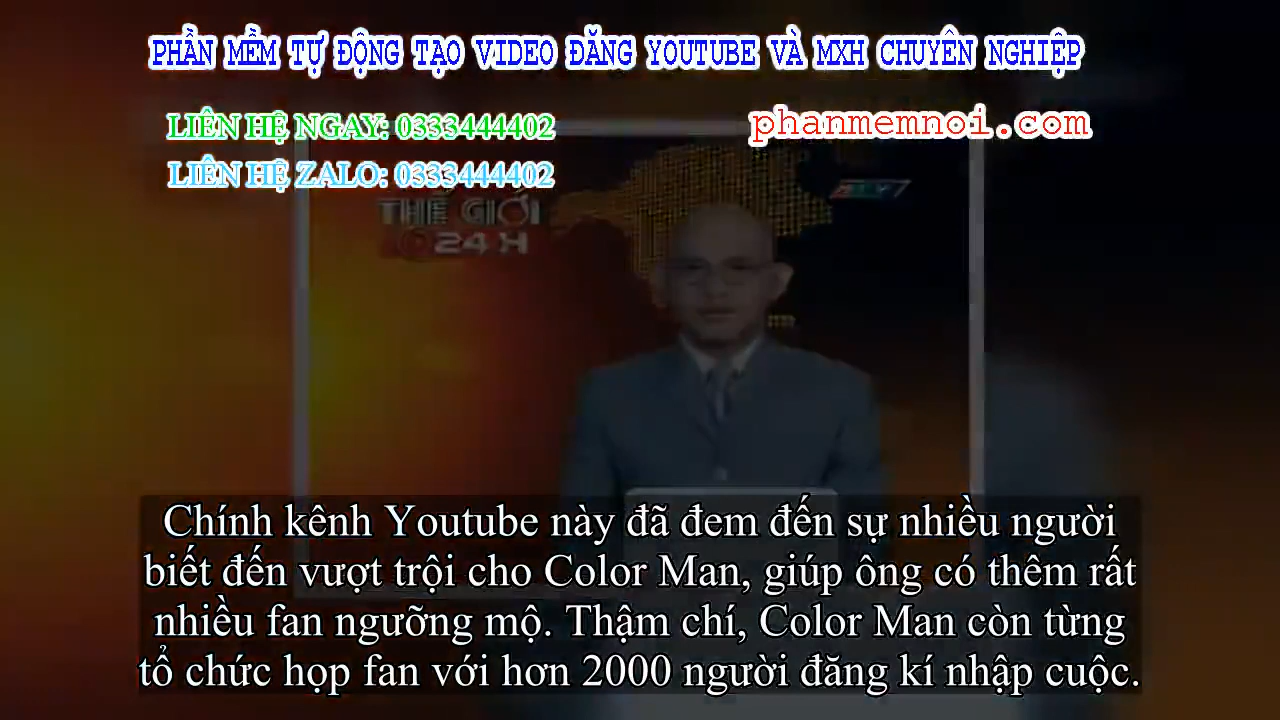 PHẦN MỀM TỰ ĐỘNG TẠO VIDEO ĐĂNG YOUTUBE VÀ MXH CHUYÊN NGHIỆP
LIÊN HỆ NGAY: 0333444402
phanmemnoi.com
LIÊN HỆ ZALO: 0333444402
THẾ GIỚI
24H
Chính kênh Youtube này đã đem đến sự nhiều người
biết đến vượt trội cho Color Man, giúp ông có thêm rất
nhiều fan ngưỡng mộ. Thậm chí, Color Man còn từng
tổ chức họp fan với hơn 2000 người đăng kí nhập cuộc.